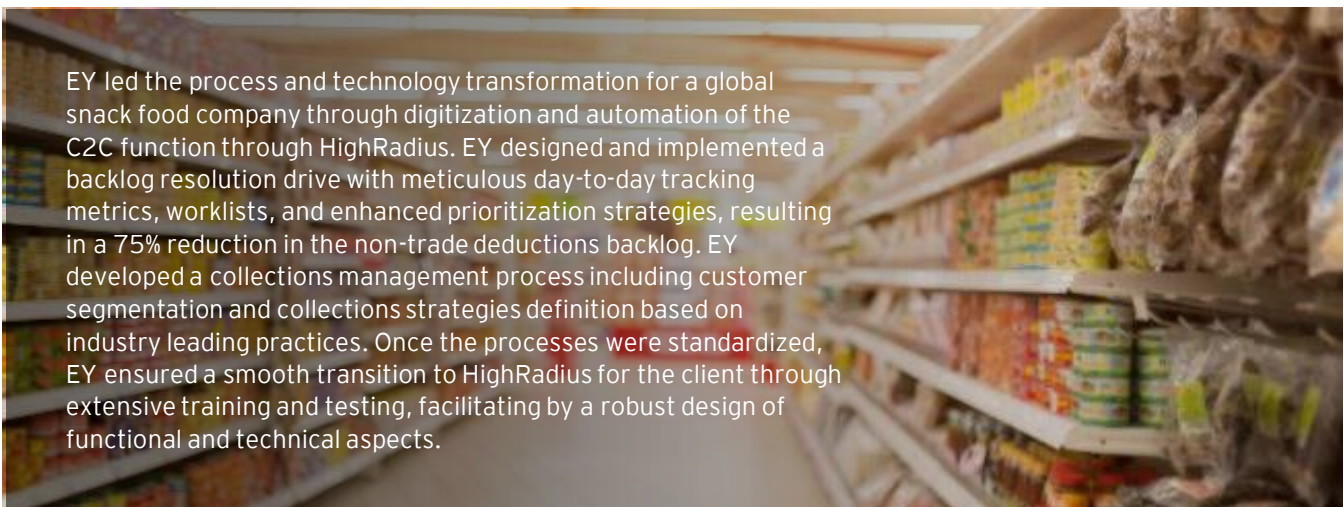 EY led the process and technology transformation for a global
snack food company through digitization and automation of the
C2C function through HighRadius. EY designed and implemented a
backlog resolution drive with meticulous day-to-day tracking
metrics, worklists, and enhanced prioritization strategies, resulting
in a 75% reduction in the non-trade deductions backlog. EY
developed a collections management process including customer
segmentation and collections strategies definition based on
industry leading practices. Once the processes were standardized,
EY ensured a smooth transition to HighRadius for the client through
extensive training and testing, facilitating by a robust design of
functional and technical aspects.